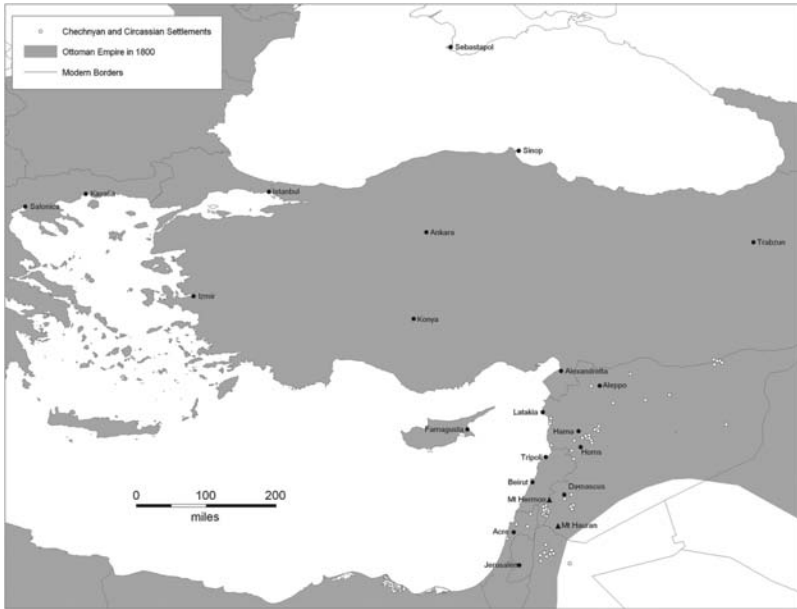 Chechnyan and Circassian Settlements
Ottoman Empire in 1800
Modern Borders
Sebastapol
Sinop
Kavala
Istanbul
Salonica
Ankara
Trabzun
Izmir
Konya
Alexandretta
Aleppo
Latakia
Famagusta
Hama
Homs
Tripoli
Beirut
Damascus
Mt Hermon
0 100 200
miles
Mt Hauran
Acre
Jerusalem